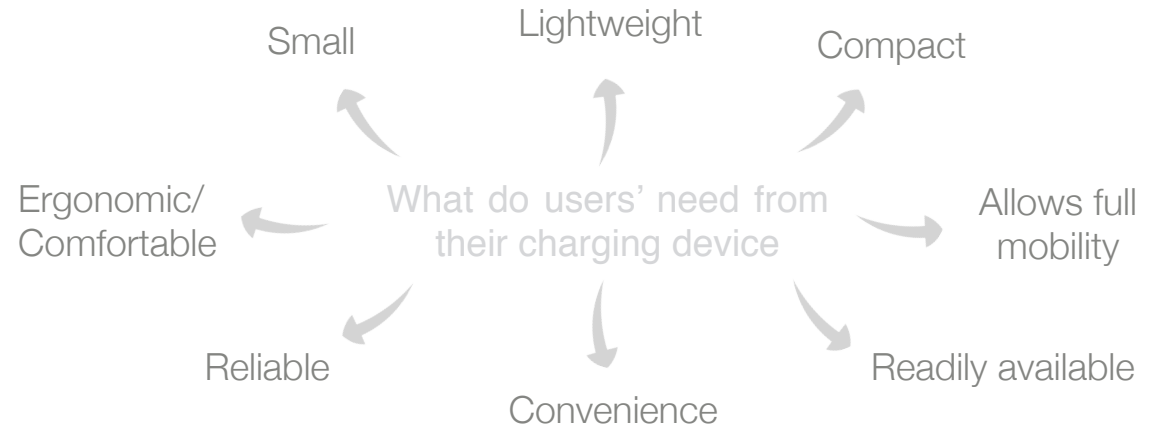 Small
Lightweight
Compact
Ergonomic/
Comfortable
What do users’ need from
their charging device
Allows full
mobility
Reliable
Convenience
Readily available